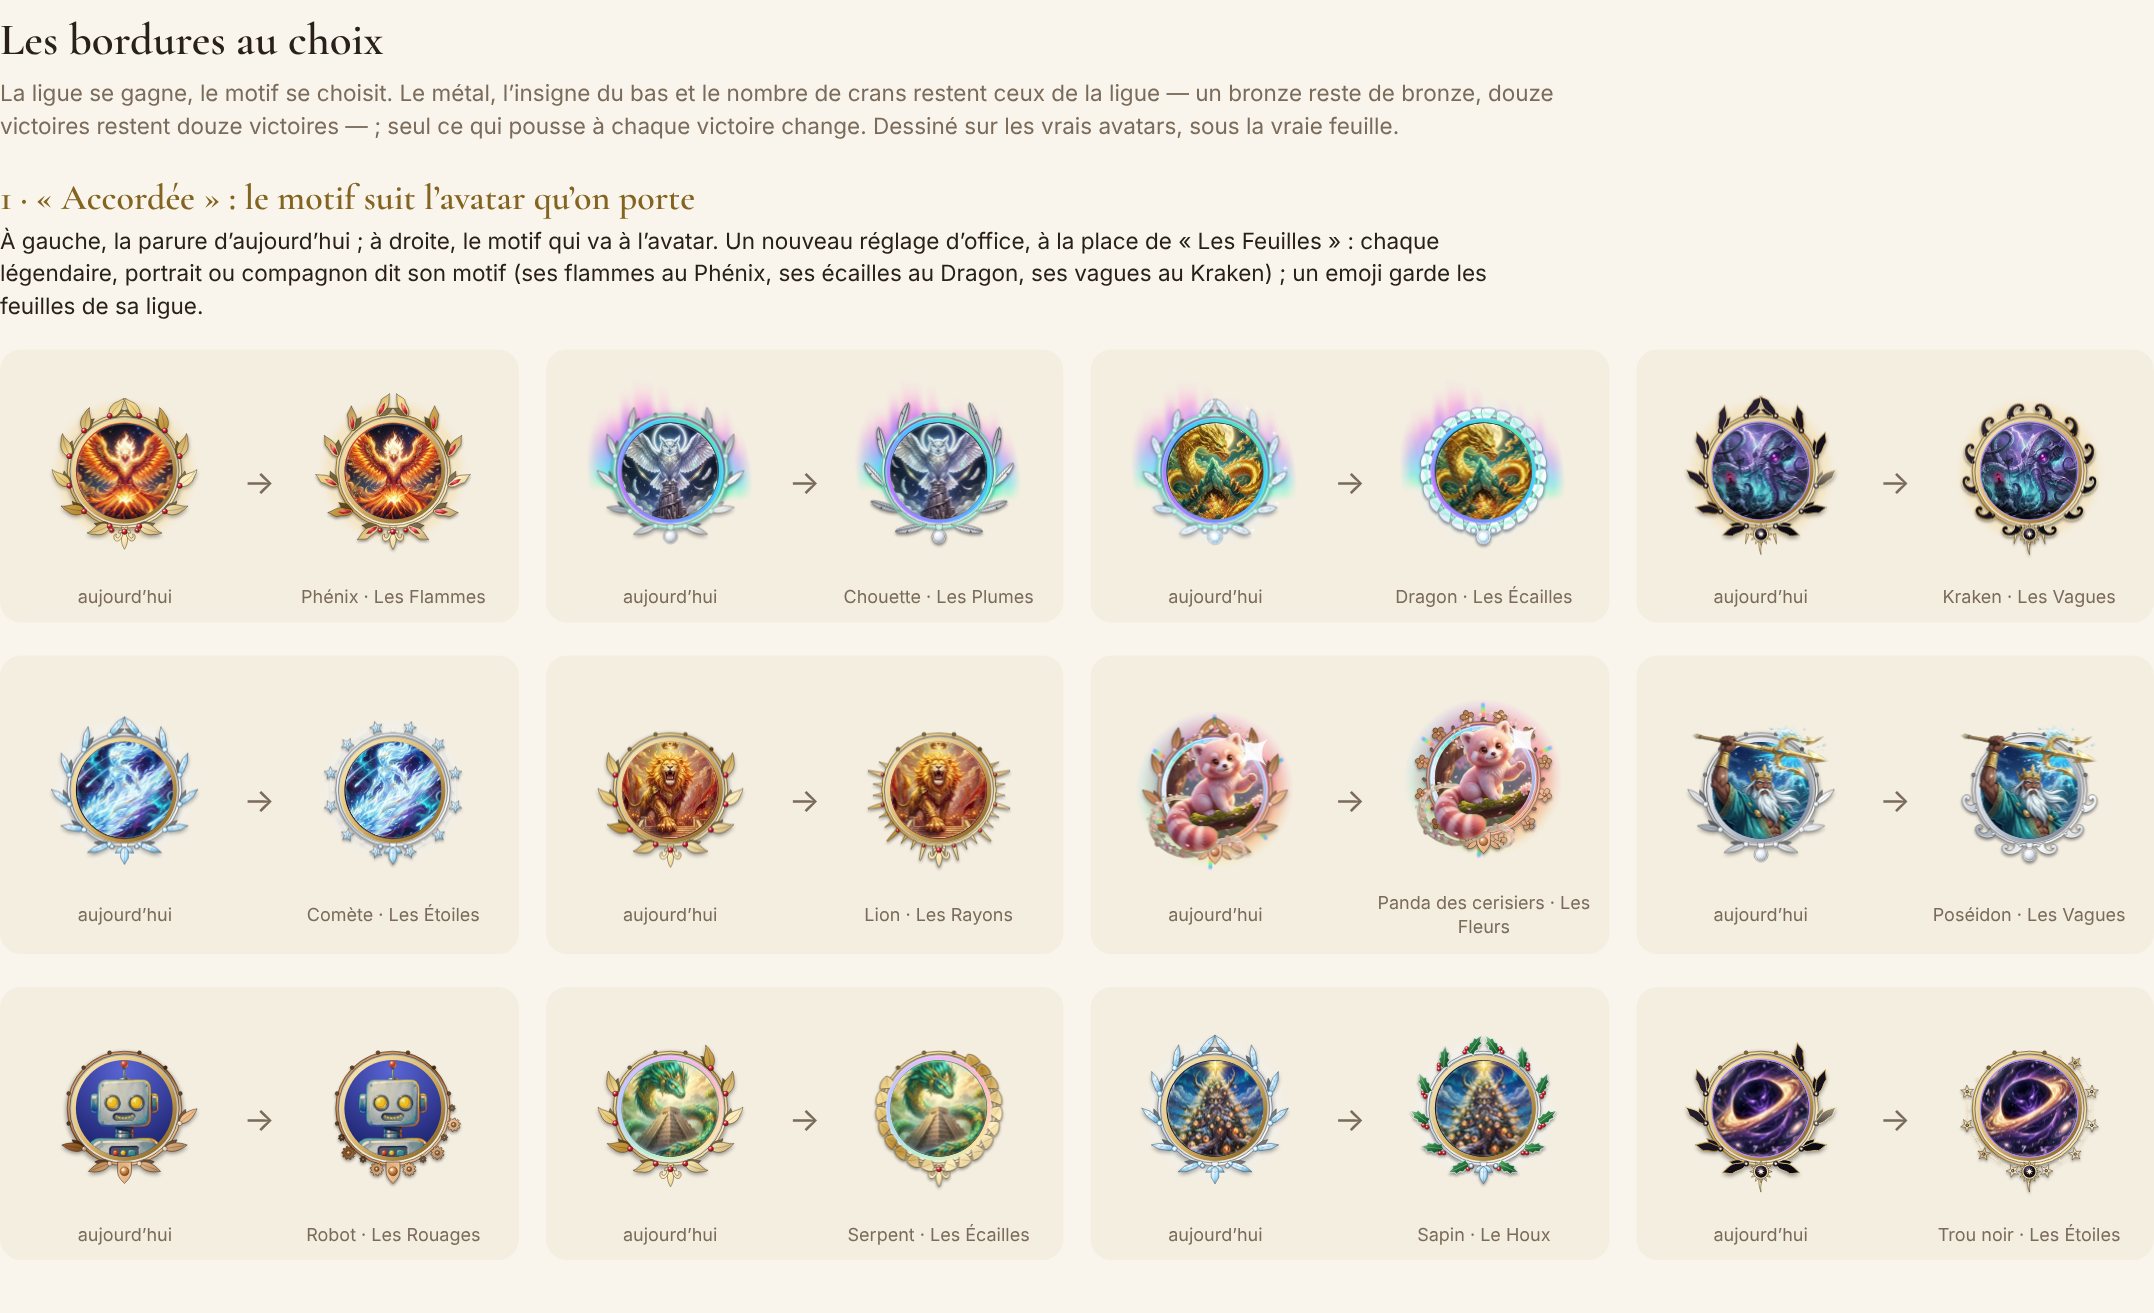 Les bordures au choix
La ligue se gagne, le motif se choisit. Le métal, l’insigne du bas et le nombre de crans restent ceux de la ligue — un bronze reste de bronze, douze
victoires restent douze victoires — ; seul ce qui pousse à chaque victoire change. Dessiné sur les vrais avatars, sous la vraie feuille.
1 · « Accordée » : le motif suit l’avatar qu’on porte
À gauche, la parure d’aujourd’hui ; à droite, le motif qui va à l’avatar. Un nouveau réglage d’office, à la place de « Les Feuilles » : chaque
légendaire, portrait ou compagnon dit son motif (ses flammes au Phénix, ses écailles au Dragon, ses vagues au Kraken) ; un emoji garde les
feuilles de sa ligue.
aujourd’hui
Phénix · Les Flammes
aujourd’hui
Chouette · Les Plumes
aujourd’hui
Dragon · Les Écailles
aujourd’hui
Kraken · Les Vagues
aujourd’hui
Comète · Les Étoiles
aujourd’hui
Lion · Les Rayons
aujourd’hui
Panda des cerisiers · Les
Fleurs
aujourd’hui
Poséidon · Les Vagues
aujourd’hui
Robot · Les Rouages
aujourd’hui
Serpent · Les Écailles
aujourd’hui
Sapin · Le Houx
aujourd’hui
Trou noir · Les Étoiles